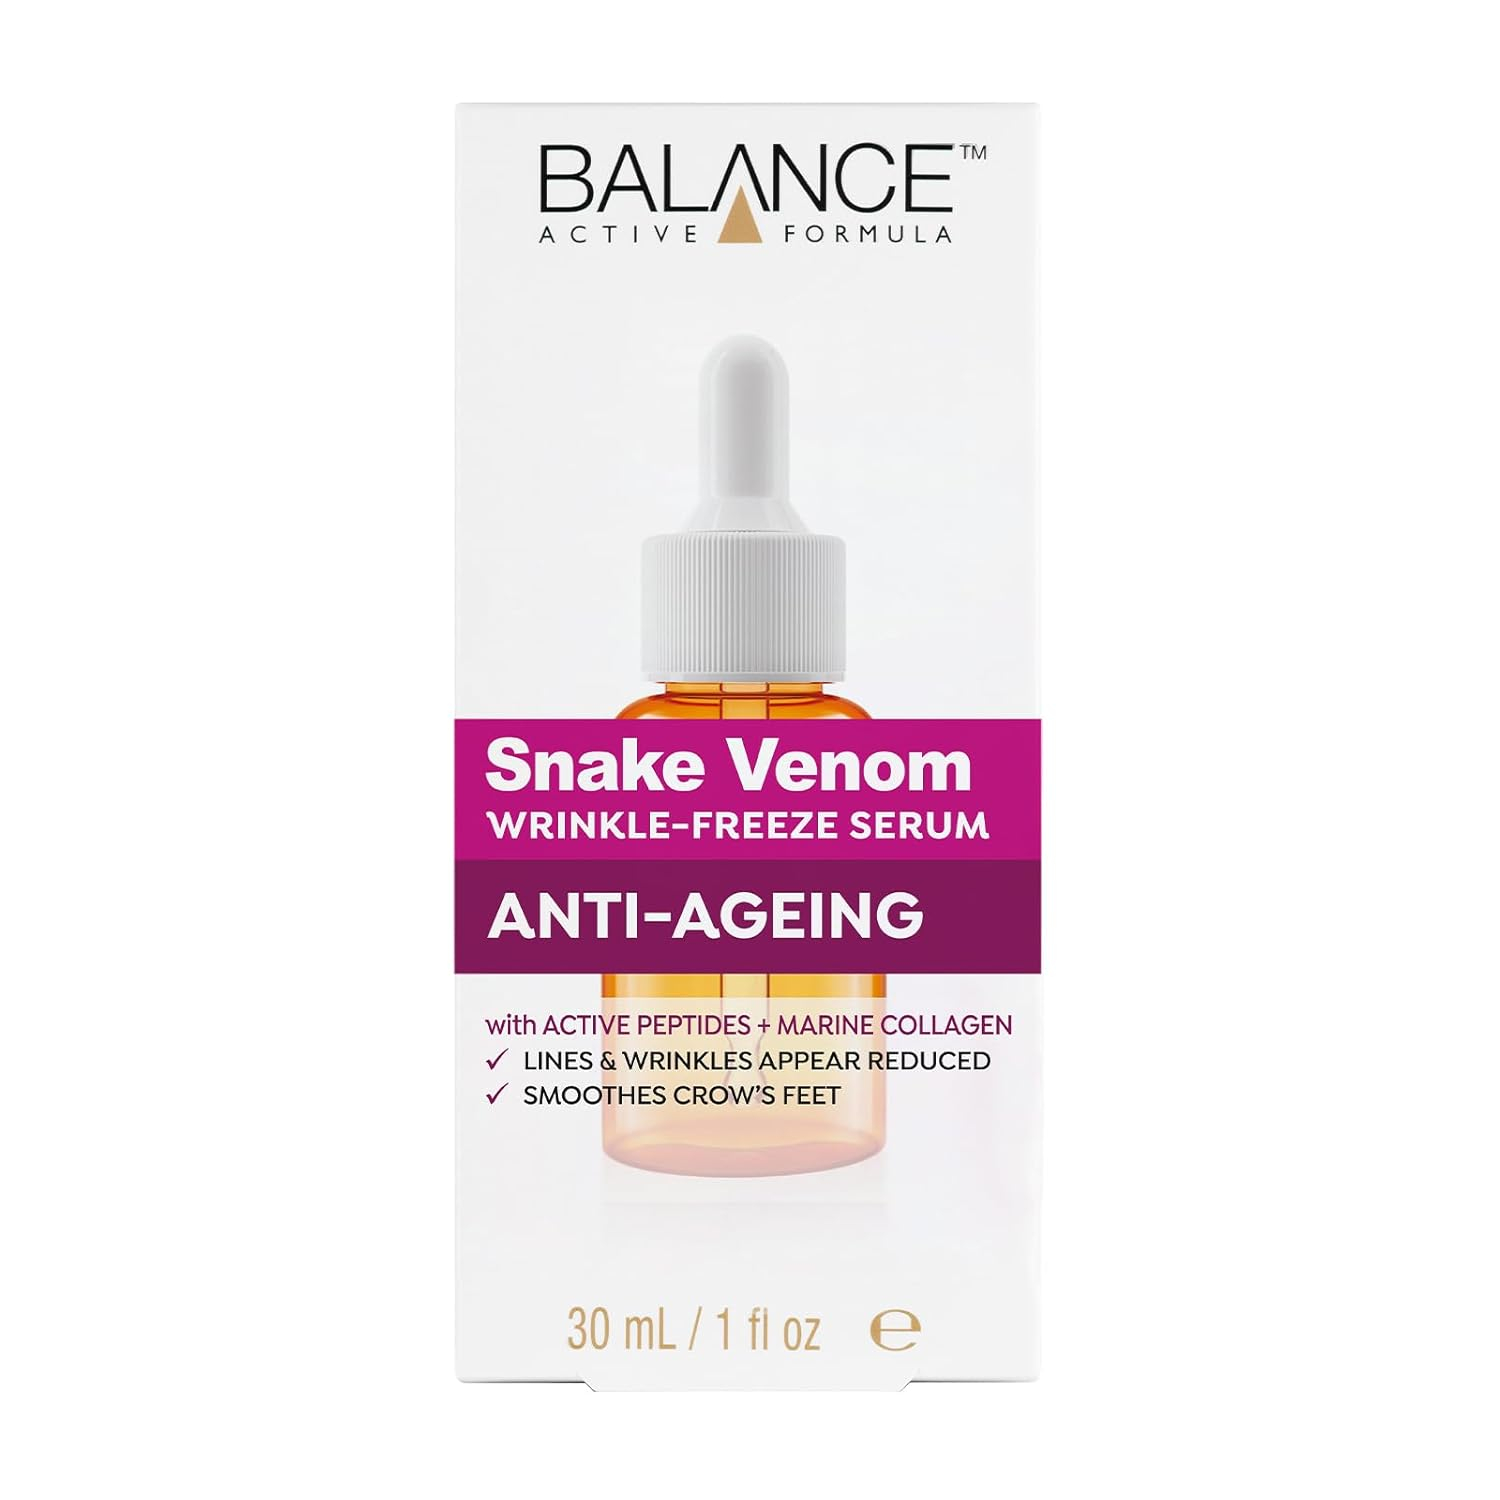 BALANCE™
ACTIVE FORMULA
Snake Venom
WRINKLE-FREEZE SERUM
ANTI-AGEING
with ACTIVE PEPTIDES + MARINE COLLAGEN
✓ LINES & WRINKLES APPEAR REDUCED
✓ SMOOTHES CROW'S FEET
30 mL / 1 fl oz ℮